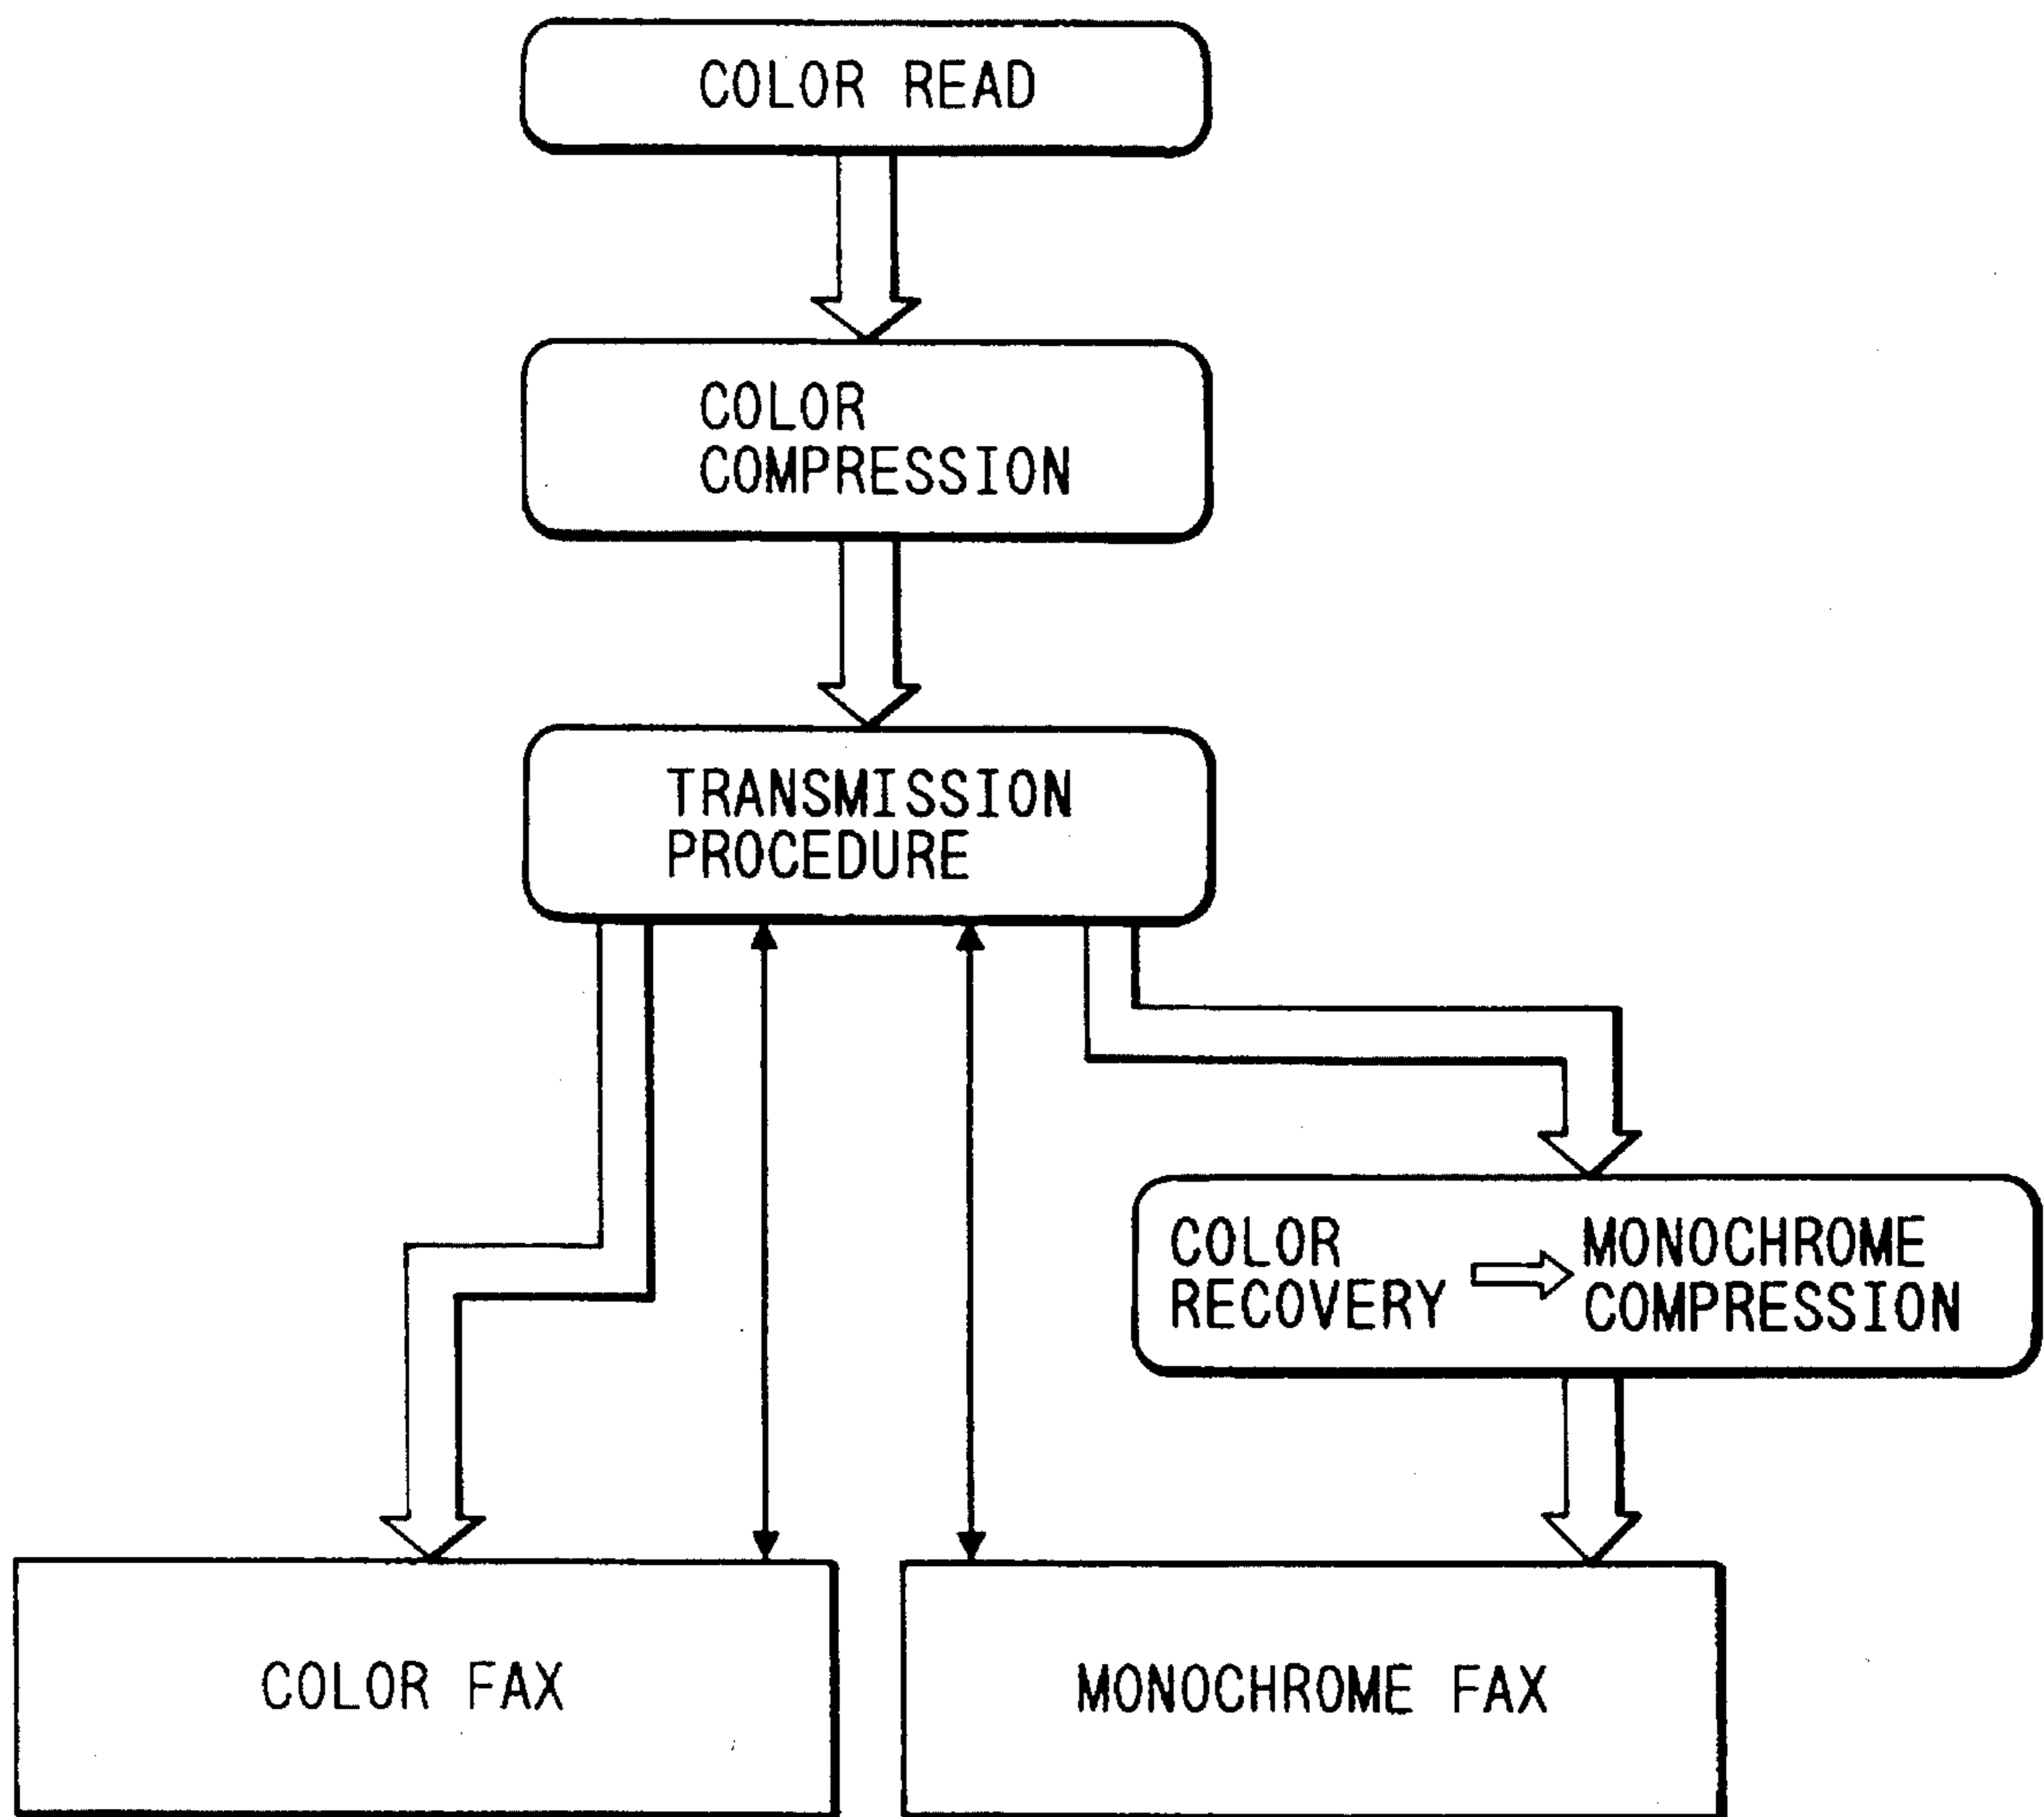 COLOR READ
COLOR
COMPRESSION
TRANSMISSION
PROCEDURE
COLOR
RECOVERY
MONOCHROME
COMPRESSION
COLOR FAX
MONOCHROME FAX